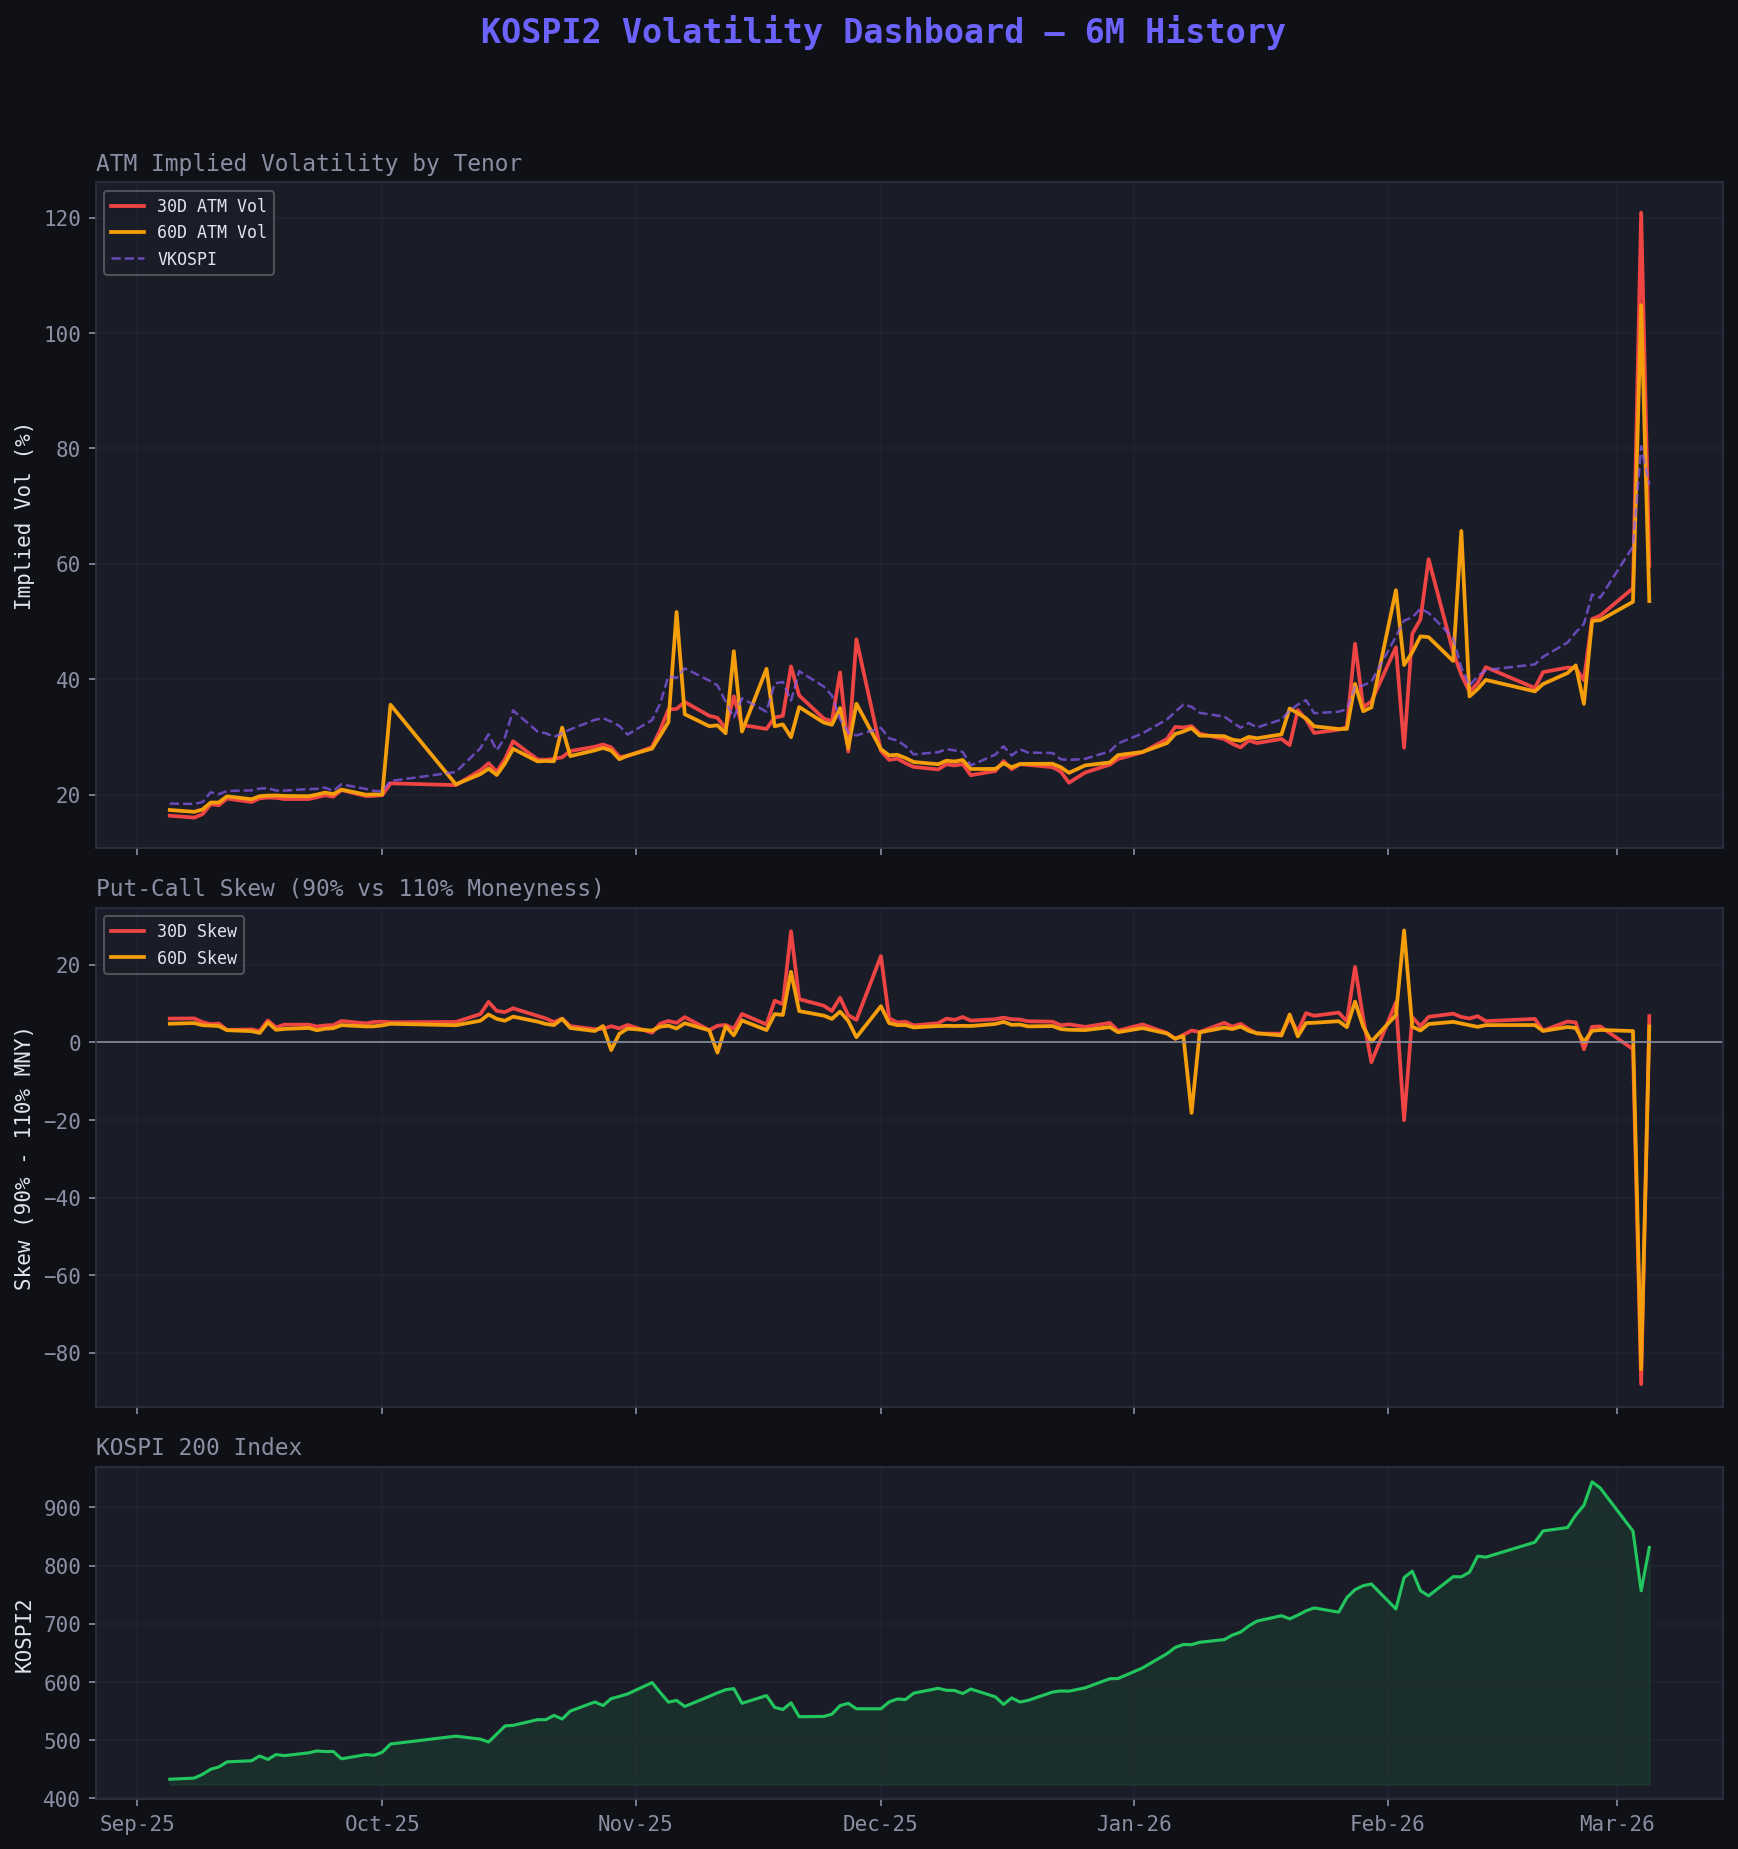 KOSPI2 Volatility Dashboard — 6M History
ATM Implied Volatility by Tenor
30D ATM Vol
60D ATM Vol
VKOSPI
Implied Vol (%)
120
100
80
60
40
20
Put-Call Skew (90% vs 110% Moneyness)
30D Skew
60D Skew
Skew (90% - 110% MNY)
20
0
−20
−40
−60
−80
KOSPI 200 Index
KOSPI2
900
800
700
600
500
400
Sep-25 Oct-25 Nov-25 Dec-25 Jan-26 Feb-26 Mar-26